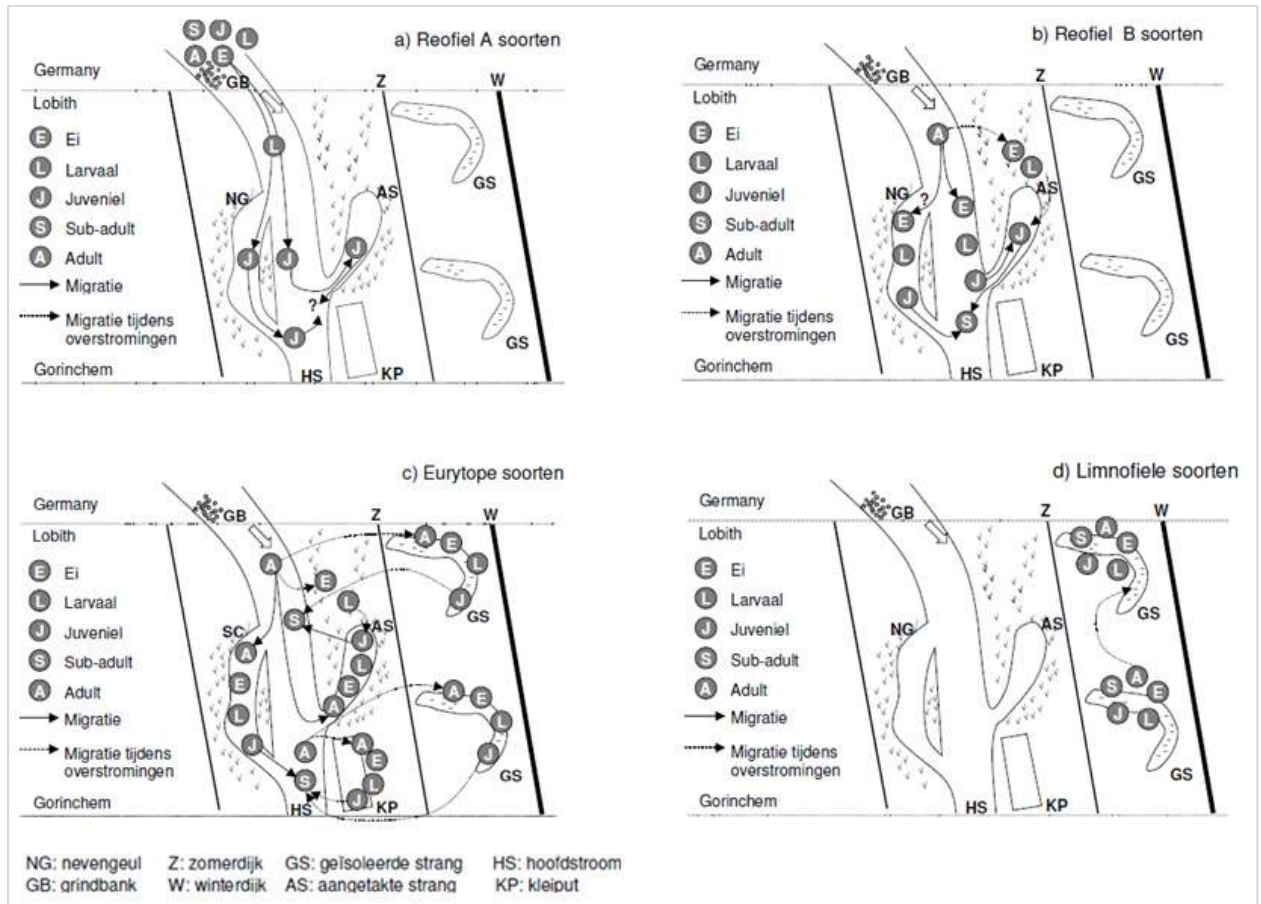 a) Reofiel A soorten
S J L
A E
GB
Germany
Z
W
Lobith
E Ei
L Larvaal
J Juveniel
S Sub-adult
A Adult
Migratie
Migratie tijdens
overstromingen
Gorinchem
L
NG
AS
GS
J J J
?
J
GS
HS
KP
b) Reofiel B soorten
GB
Germany
Z
W
Lobith
E Ei
L Larvaal
J Juveniel
S Sub-adult
A Adult
Migratie
Migratie tijdens
overstromingen
Gorinchem
A
E
L
GS
NG
?
AS
E
E
J
L
L
J
J
S
GS
HS
KP
c) Eurytope soorten
Germany
GB
Z
W
Lobith
E Ei
L Larvaal
J Juveniel
S Sub-adult
A Adult
Migratie
Migratie tijdens
overstromingen
Gorinchem
A
E
L
A E
L
J
GS
S
SC
AS
A
J
E
L
L
E
A
J
A E
L
J
GS
A
A
E
S
L
J
HS
KP
d) Limnofiele soorten
Germany
GB
Z
W
Lobith
E Ei
L Larvaal
J Juveniel
S Sub-adult
A Adult
Migratie
Migratie tijdens
overstromingen
Gorinchem
S A E
J L
GS
NG
AS
S A E
J L
GS
HS
KP
NG: nevengeul Z: zomerdijk GS: geïsoleerde strang HS: hoofdstroom
GB: grindbank W: winterdijk AS: aangetakte strang KP: kleiput